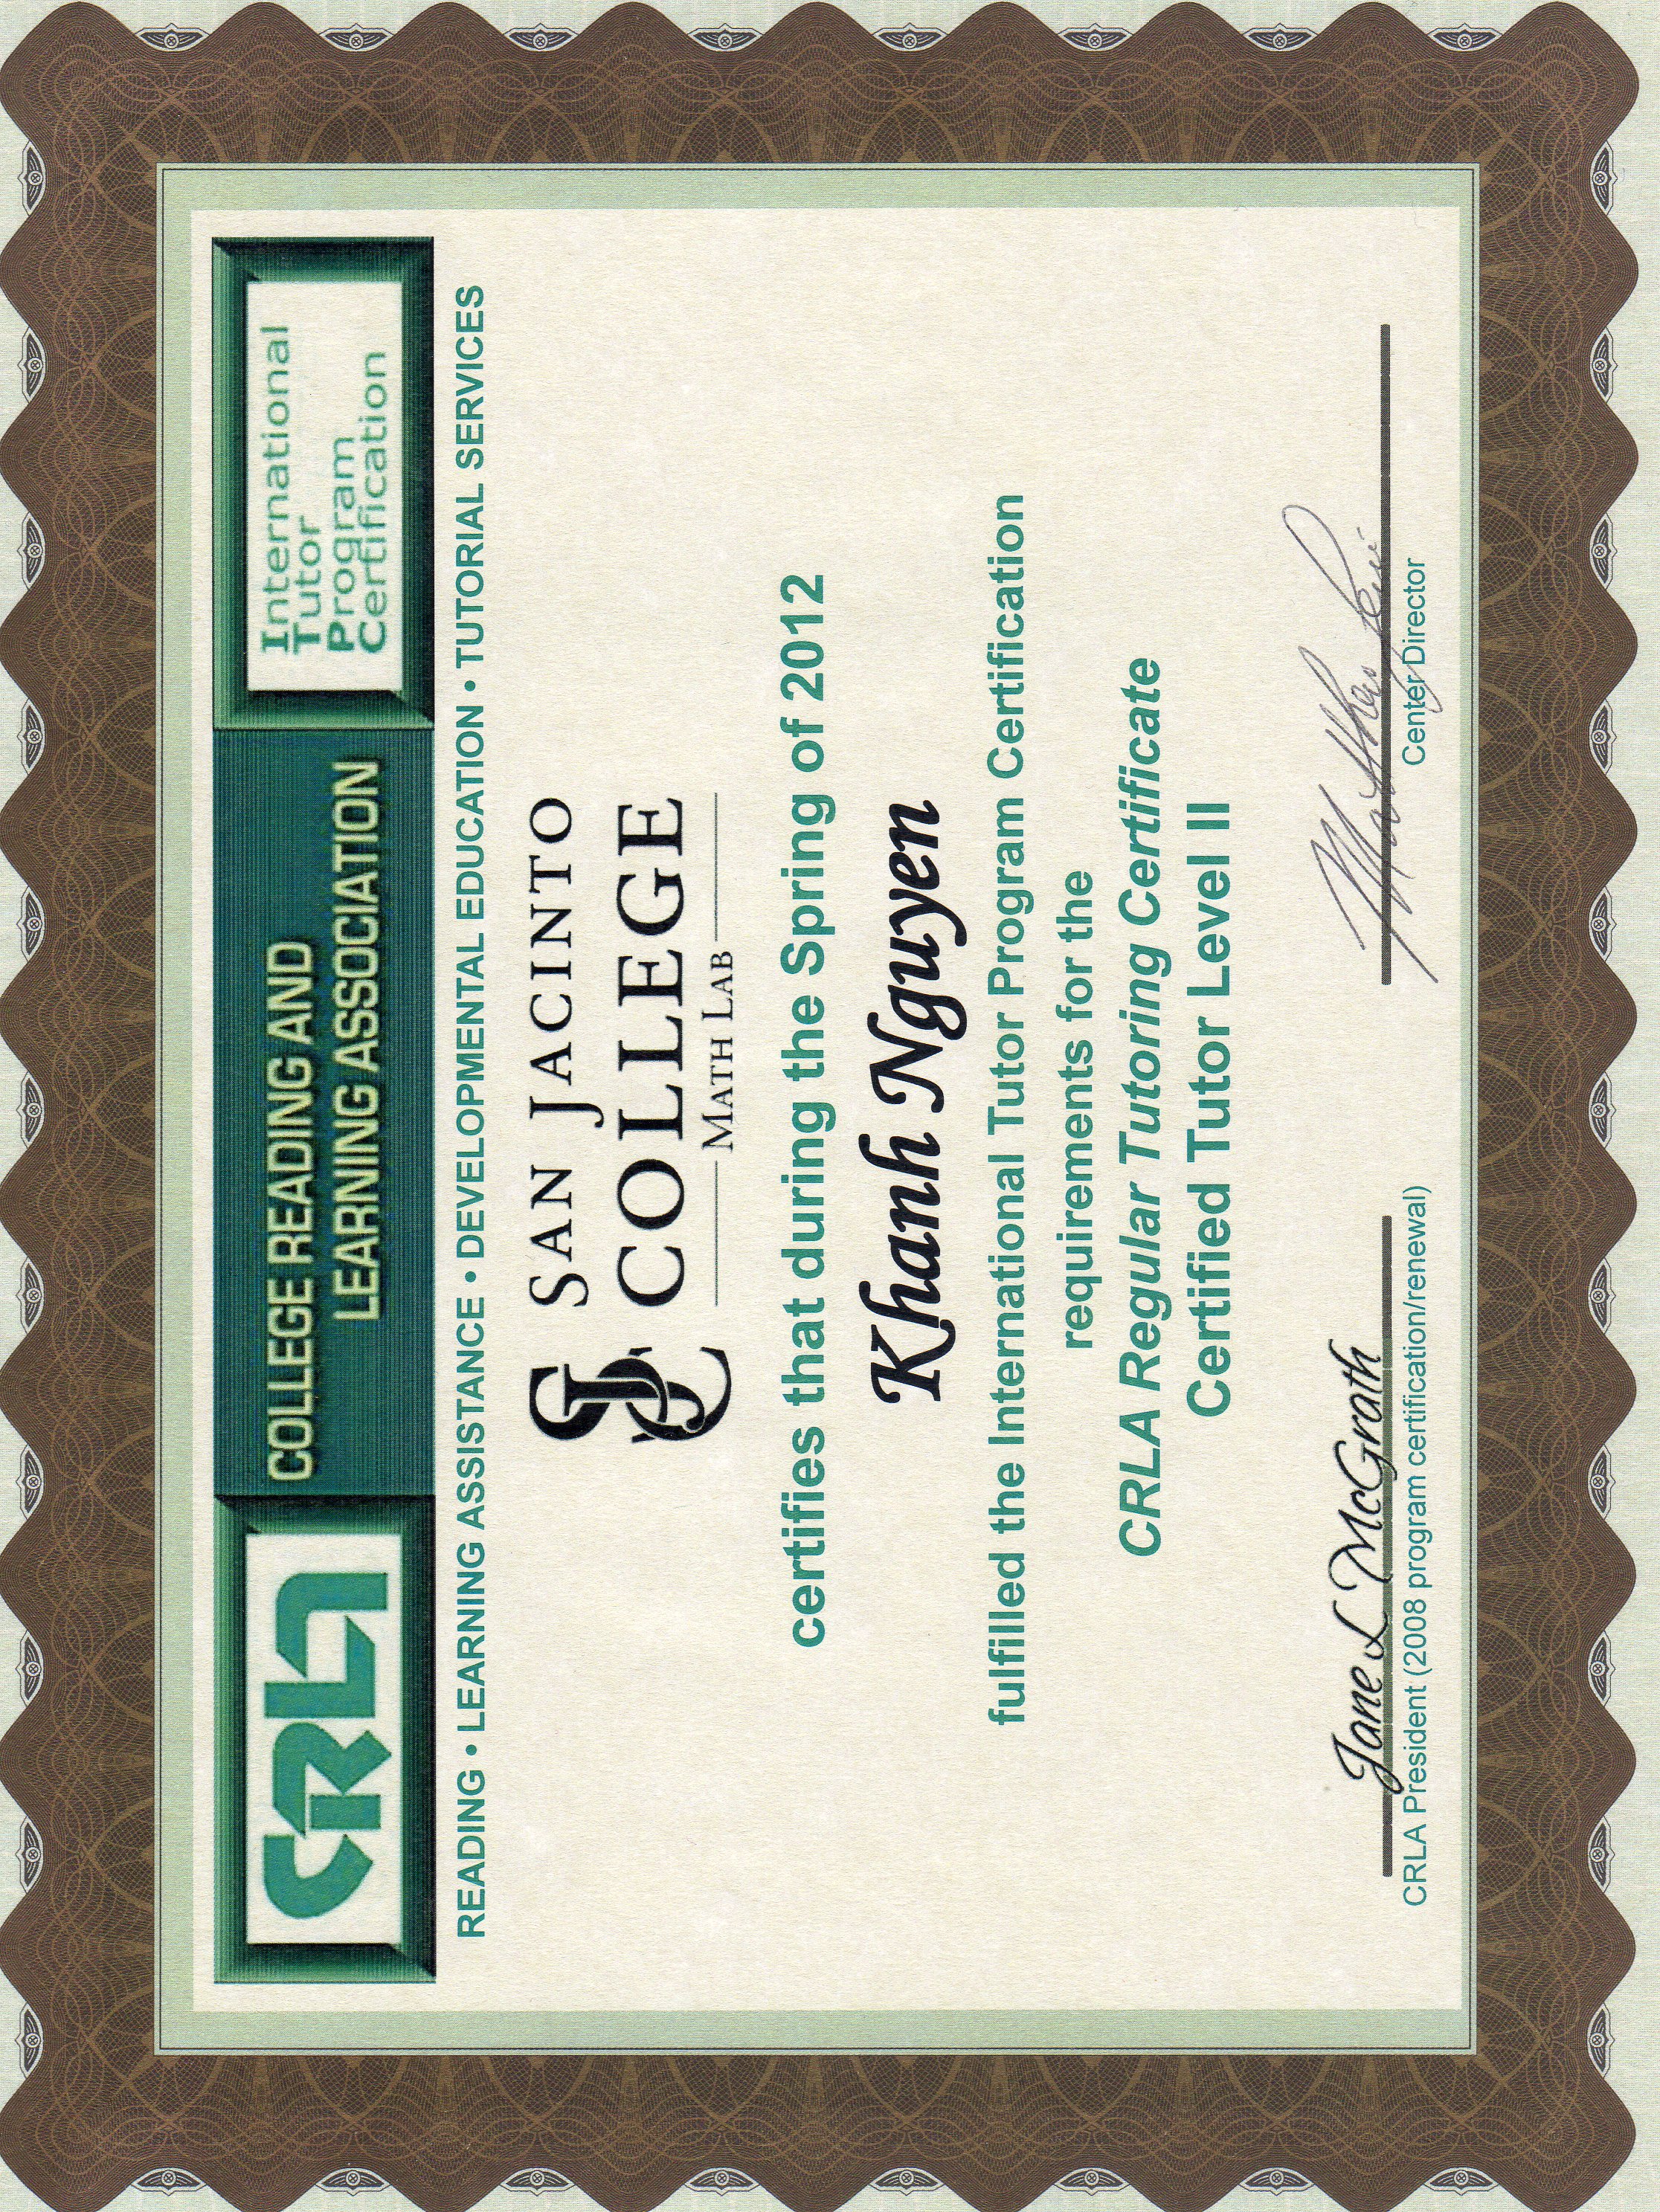 CRLA
COLLEGE READING AND
LEARNING ASSOCIATION
International
Tutor
Program
Certification
READING • LEARNING ASSISTANCE • DEVELOPMENTAL EDUCATION • TUTORIAL SERVICES
SJC
SAN JACINTO
COLLEGE
MATH LAB
certifies that during the Spring of 2012
Khanh Nguyen
fulfilled the International Tutor Program Certification
requirements for the
CRLA Regular Tutoring Certificate
Certified Tutor Level II
Jane L McGrath
CRLA President (2008 program certification/renewal)
Matthew
Center Director